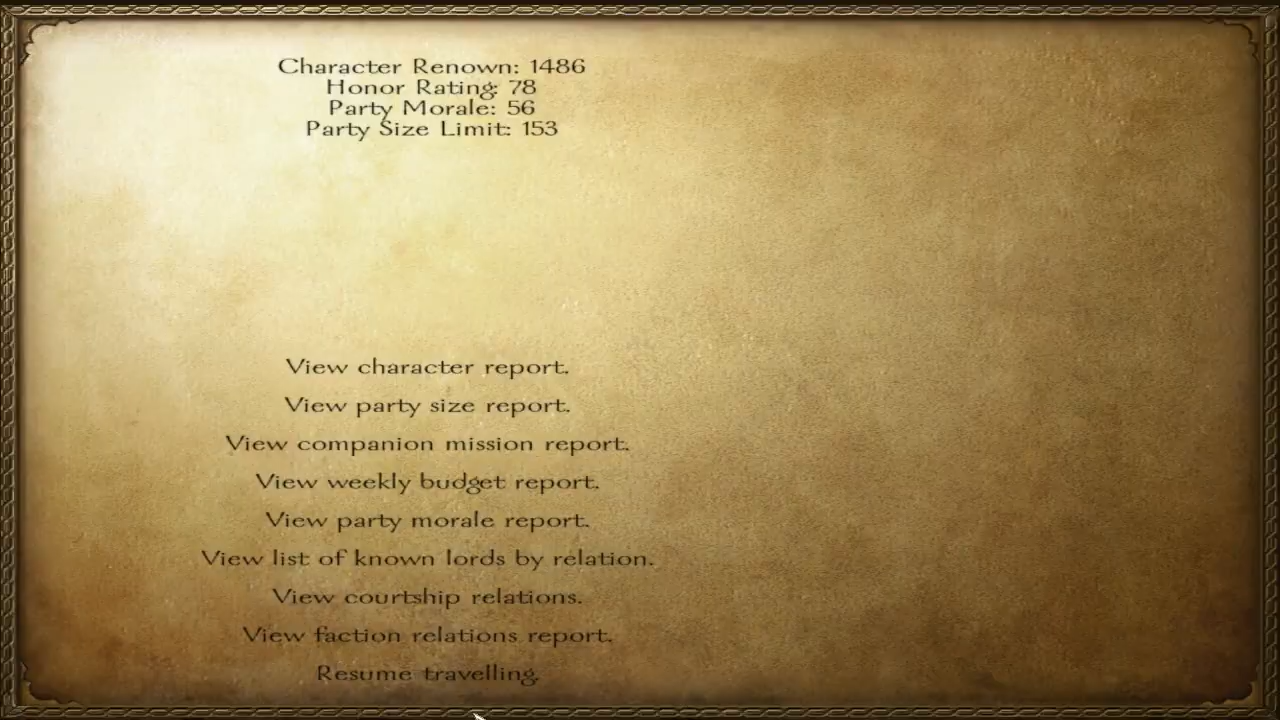 Character Renown: 1486
Honor Rating: 78
Party Morale: 56
Party Size Limit: 153
View character report.
View party size report.
View companion mission report.
View weekly budget report.
View party morale report.
View list of known lords by relation.
View courtship relations.
View faction relations report.
Resume travelling.